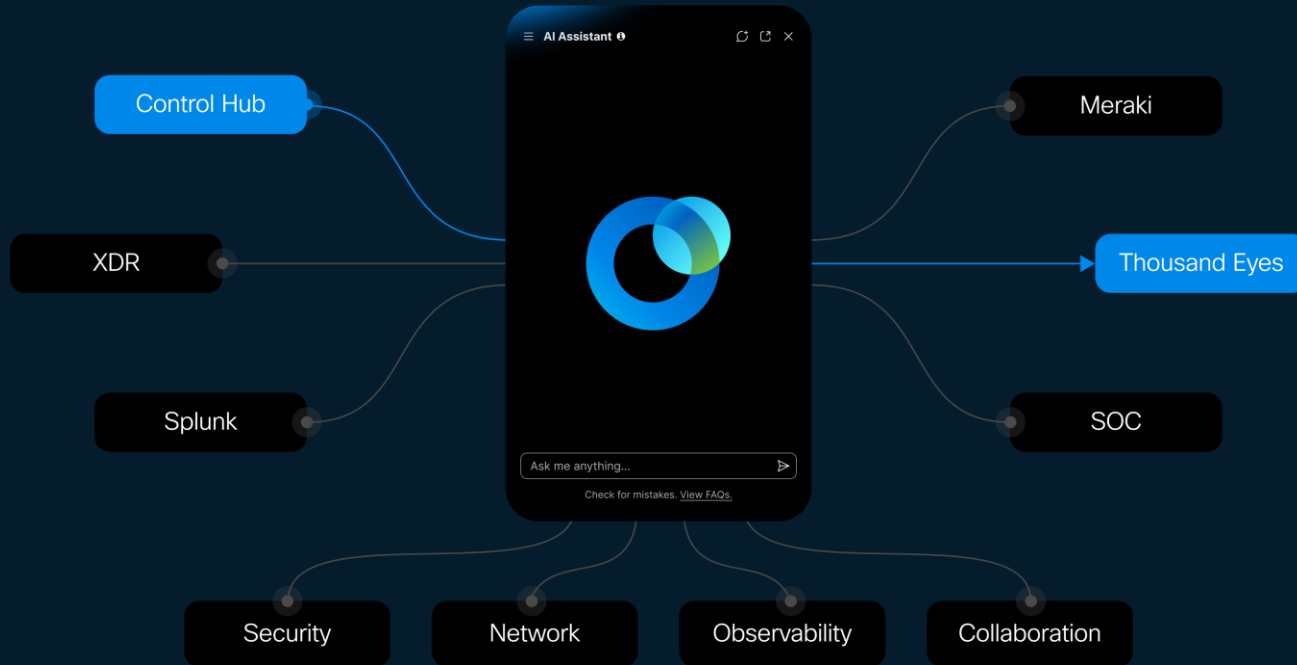 AI Assistant
Control Hub
Meraki
XDR
Thousand Eyes
Splunk
SOC
Ask me anything...
Check for mistakes. View FAQs.
Security
Network
Observability
Collaboration